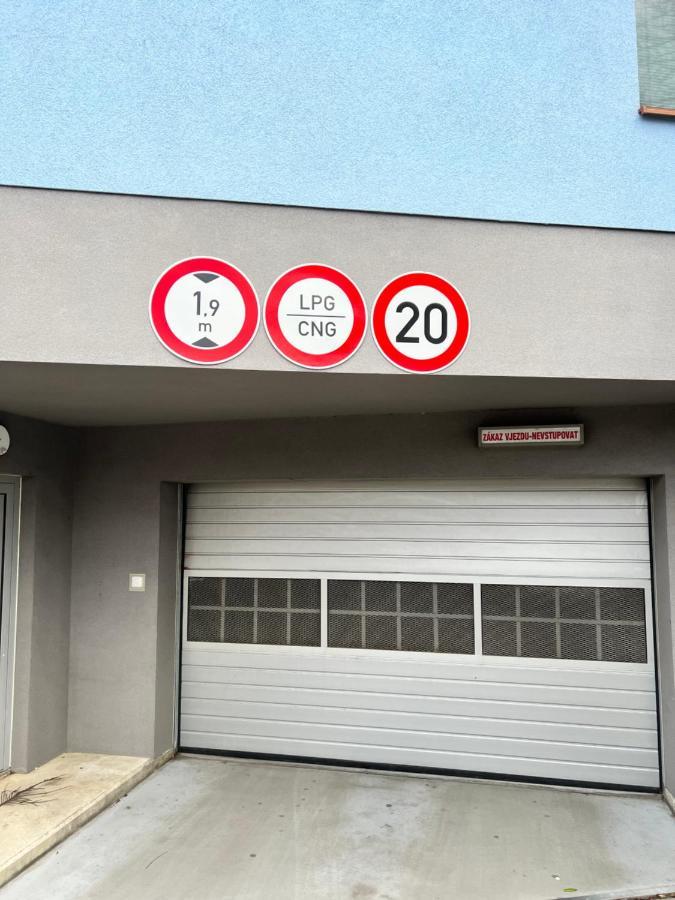 1,9
m
LPG
CNG
20
ZÁKAZ VJEZDU-NEVSTUPOVAT